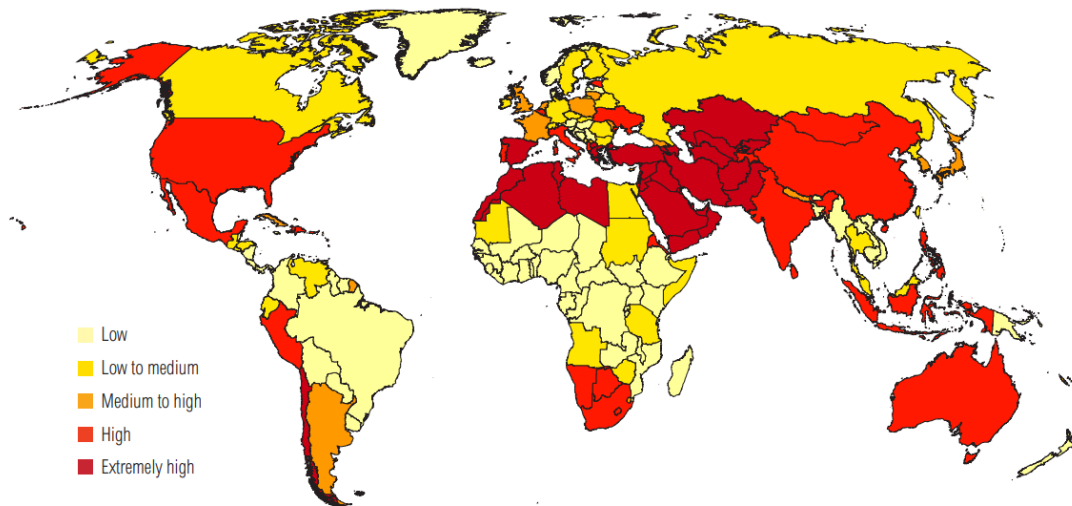 Low
Low to medium
Medium to high
High
Extremely high